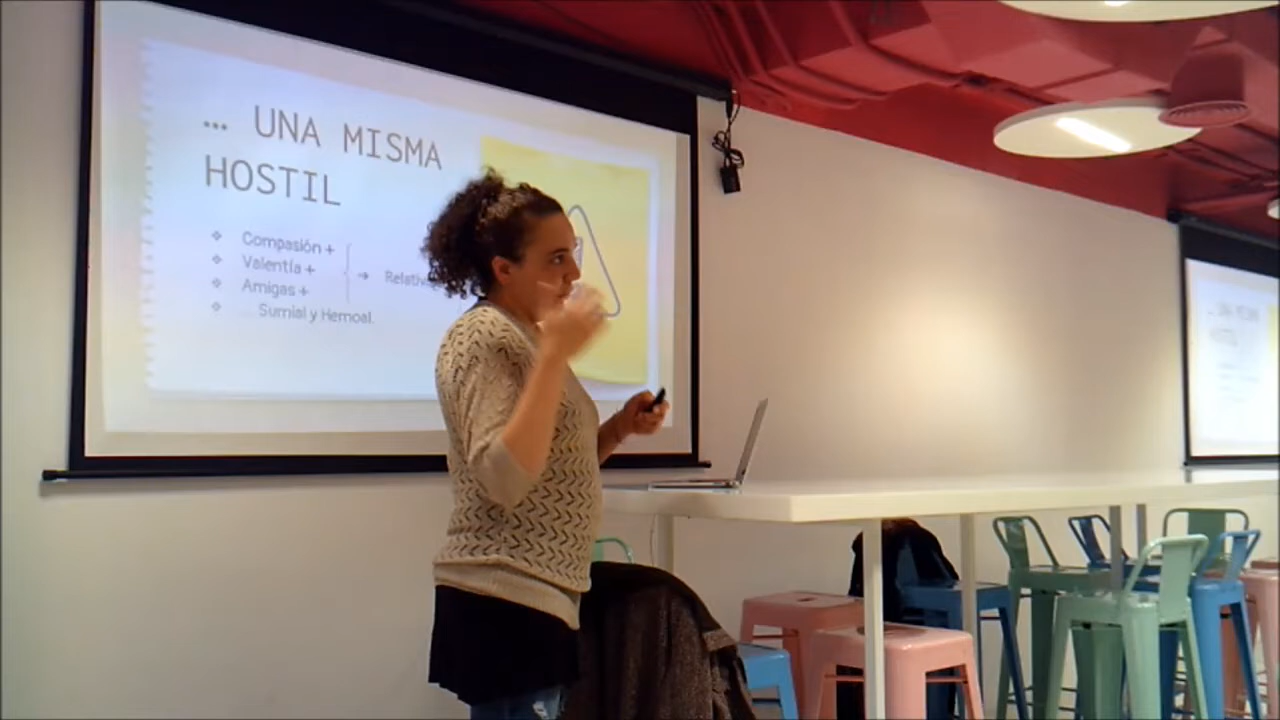 … UNA MISMA
HOSTIL
❖ Compasión +
❖ Valentía +
❖ Amigas +
❖ Sumial y Hemoal.
→